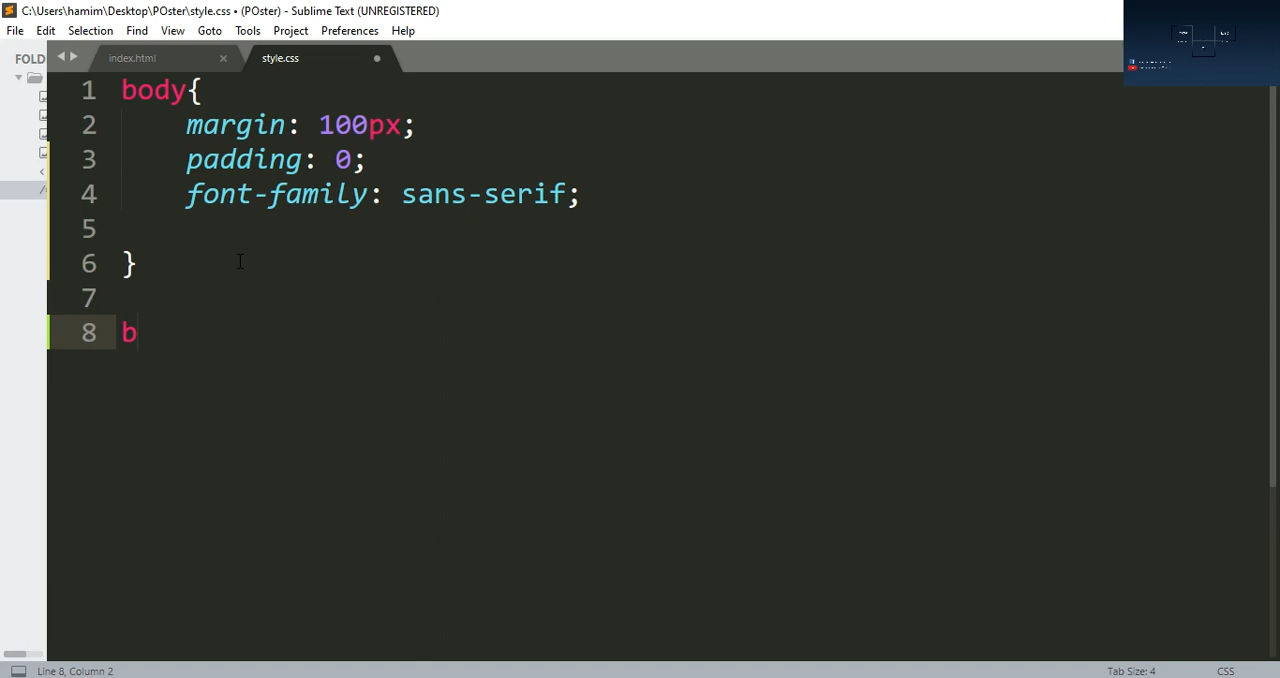 C:\Users\hamim\Desktop\POster\style.css • (POster) - Sublime Text (UNREGISTERED)
File Edit Selection Find View Goto Tools Project Preferences Help
FOLD
index.html × style.css
1 body{
2 margin: 100px;
3 padding: 0;
4 font-family: sans-serif;
5
6 }
7
8 b
Line 8, Column 2 Tab Size: 4 CSS